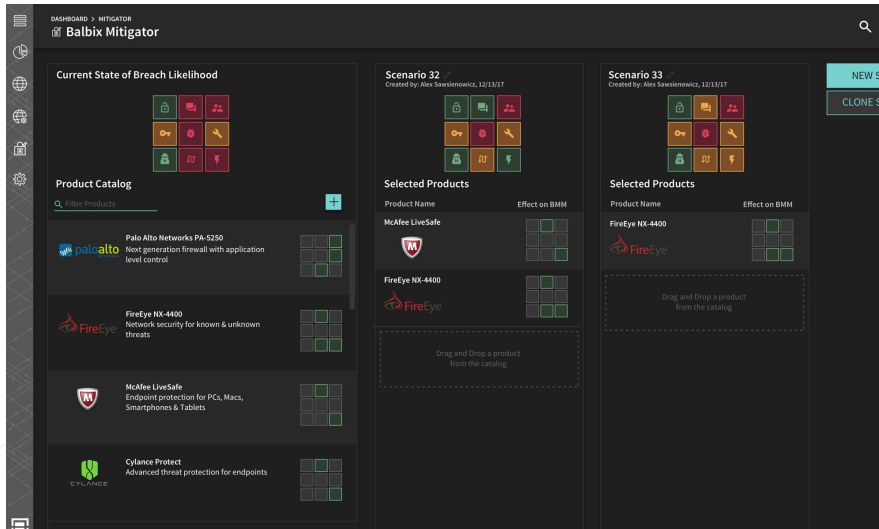 DASHBOARD > MITIGATOR
Balbix Mitigator
Current State of Breach Likelihood
Product Catalog
Filter Products
+
paloalto
Palo Alto Networks PA-5250
Next generation firewall with application
level control
FireEye
FireEye NX-4400
Network security for known & unknown
threats
McAfee LiveSafe
Endpoint protection for PCs, Macs,
Smartphones & Tablets
CYLANCE
Cylance Protect
Advanced threat protection for endpoints
Scenario 32
Created by: Alex Sawsienowicz, 12/13/17
Selected Products
Product Name Effect on BMM
McAfee LiveSafe
FireEye NX-4400
FireEye
Drag and Drop a product
from the catalog
Scenario 33
Created by: Alex Sawsienowicz, 12/13/17
Selected Products
Product Name Effect on BMM
FireEye NX-4400
FireEye
Drag and Drop a product
from the catalog
NEW S
CLONE S